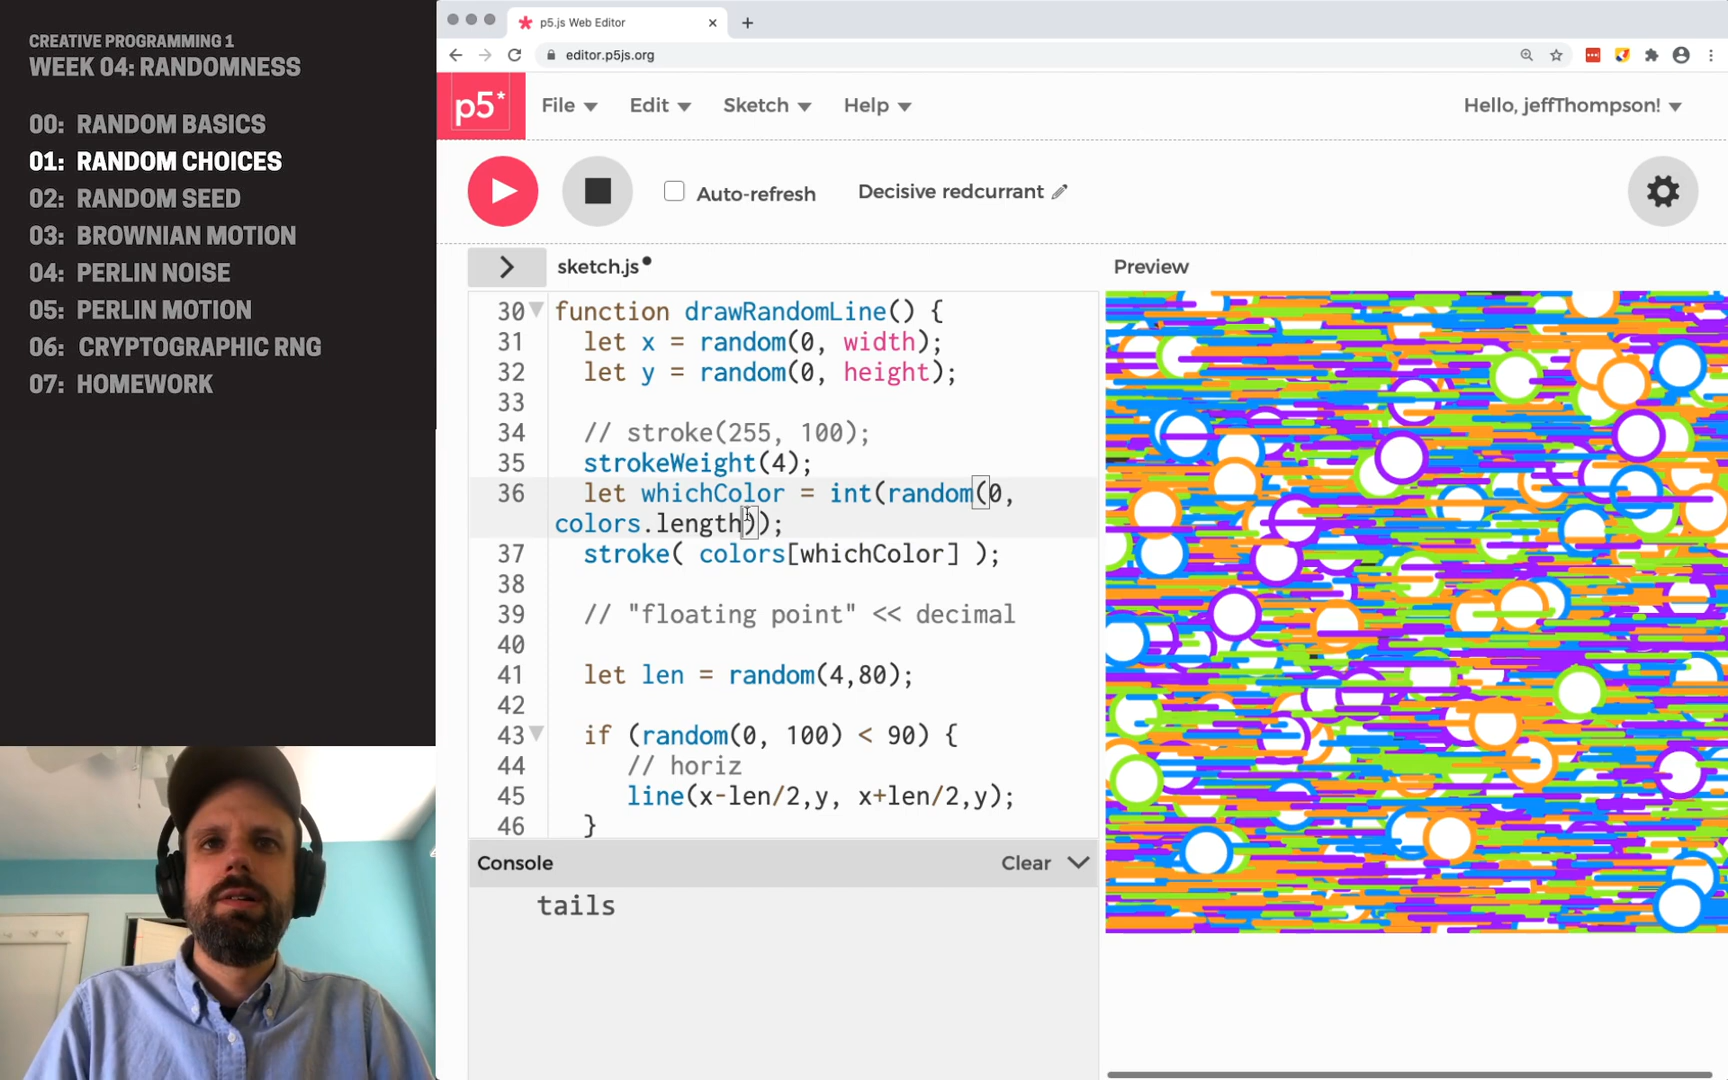 CREATIVE PROGRAMMING 1
WEEK 04: RANDOMNESS
00: RANDOM BASICS
01: RANDOM CHOICES
02: RANDOM SEED
03: BROWNIAN MOTION
04: PERLIN NOISE
05: PERLIN MOTION
06: CRYPTOGRAPHIC RNG
07: HOMEWORK
p5.js Web Editor
editor.p5js.org
p5*
File Edit Sketch Help Hello, jeffThompson!
Auto-refresh Decisive redcurrant
sketch.js
Preview
30 function drawRandomLine() {
31 let x = random(0, width);
32 let y = random(0, height);
33
34 // stroke(255, 100);
35 strokeWeight(4);
36 let whichColor = int(random(0,
colors.length));
37 stroke( colors[whichColor] );
38
39 // "floating point" << decimal
40
41 let len = random(4,80);
42
43 if (random(0, 100) < 90) {
44 // horiz
45 line(x-len/2,y, x+len/2,y);
46 }
Console Clear
tails